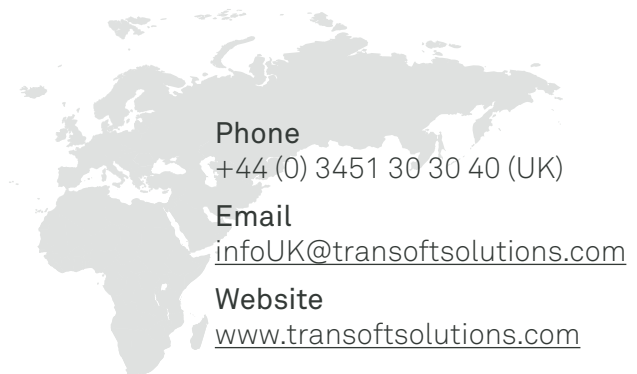 Phone
+44 (0) 3451 30 30 40 (UK)
Email
infoUK@transoftsolutions.com
Website
www.transoftsolutions.com